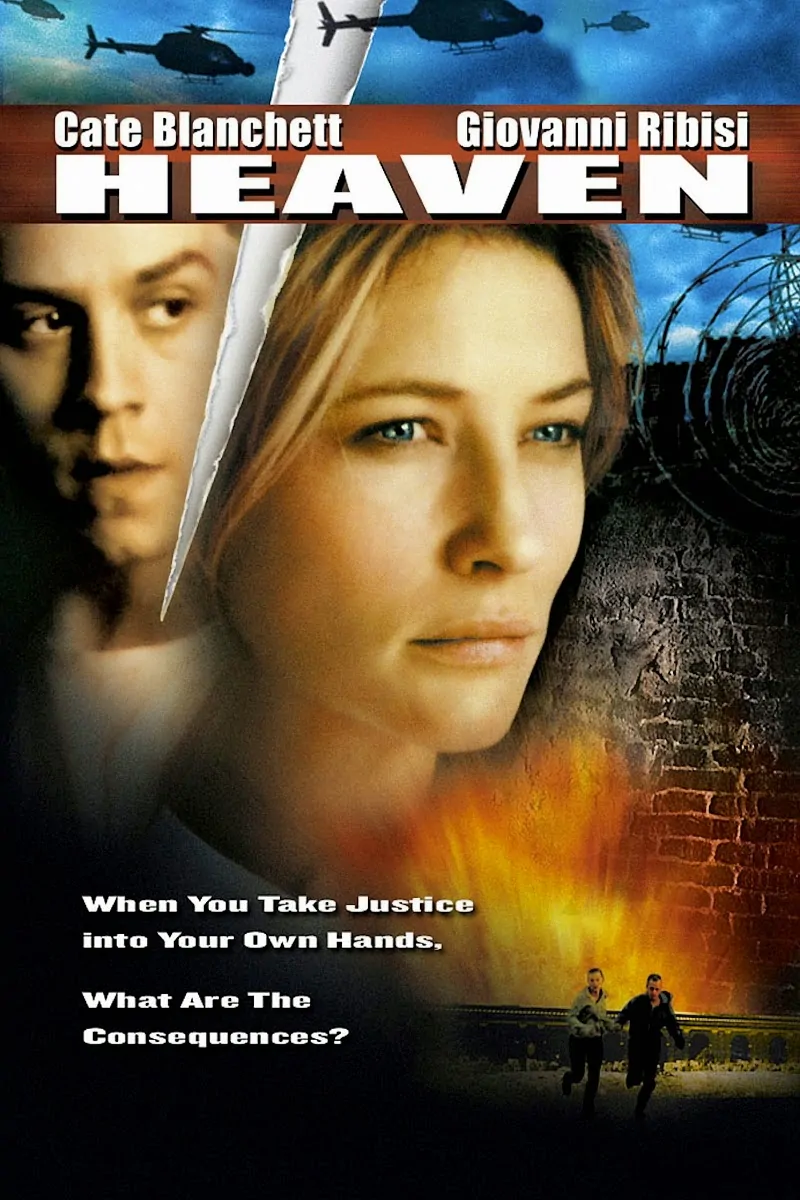 Cate Blanchett Giovanni Ribisi
HEAVEN
When You Take Justice
into Your Own Hands,
What Are The
Consequences?